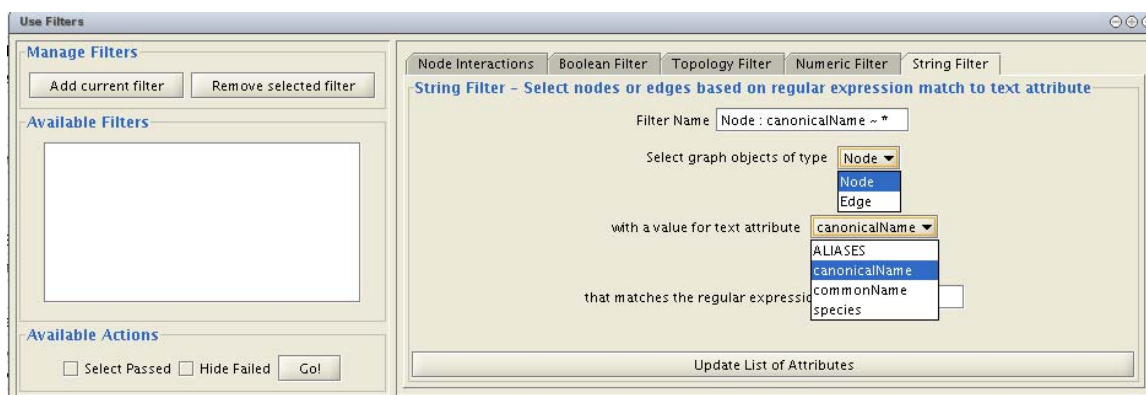 Use Filters
Manage Filters
Add current filter
Remove selected filter
Available Filters
Available Actions
Select Passed
Hide Failed
Go!
Node Interactions
Boolean Filter
Topology Filter
Numeric Filter
String Filter
String Filter - Select nodes or edges based on regular expression match to text attribute
Filter Name Node : canonicalName ~ *
Select graph objects of type Node
Node
Edge
with a value for text attribute canonicalName
ALIASES
canonicalName
commonName
species
that matches the regular expressi
Update List of Attributes